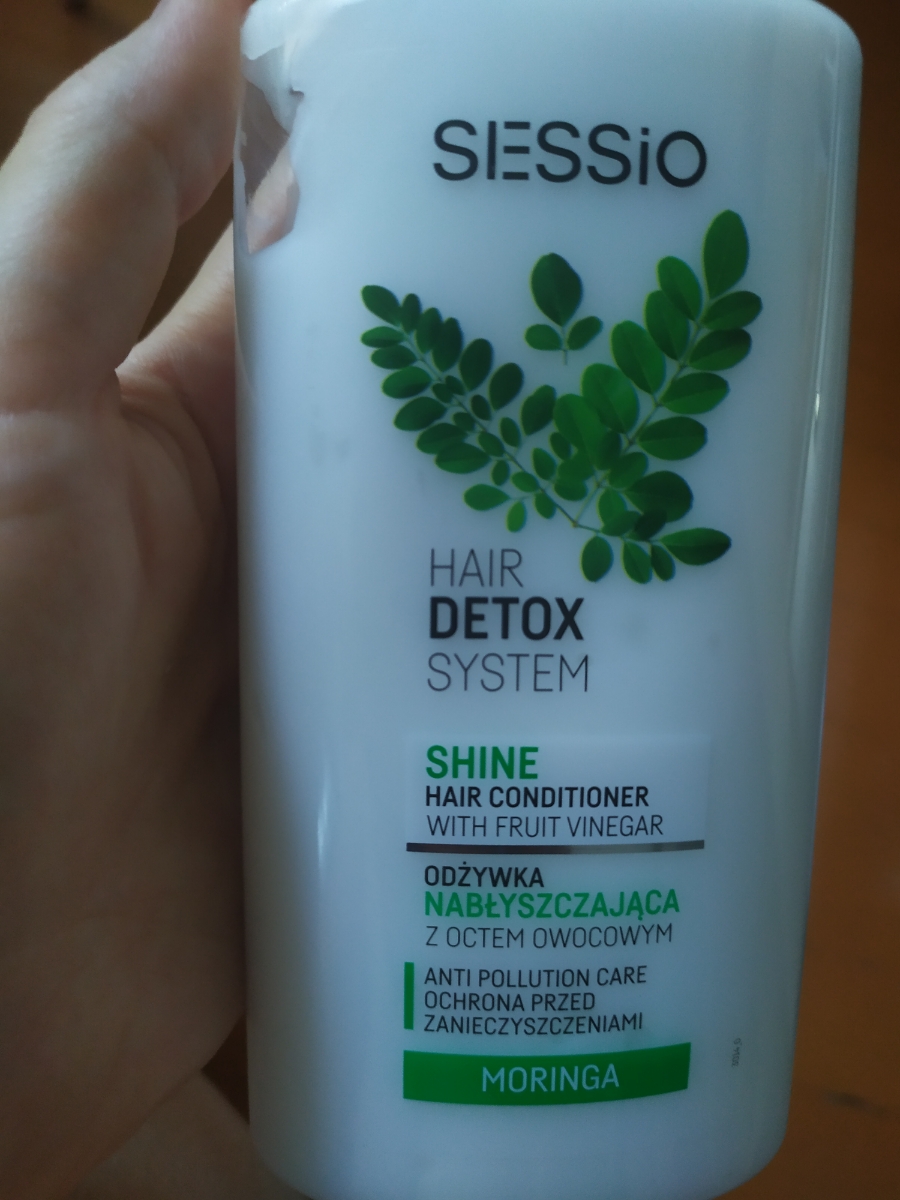 SESSiO
HAIR
DETOX
SYSTEM
SHINE
HAIR CONDITIONER
WITH FRUIT VINEGAR
ODŻYWKA
NABŁYSZCZAJĄCA
Z OCTEM OWOCOWYM
ANTI POLLUTION CARE
OCHRONA PRZED
ZANIECZYSZCZENIAMI
MORINGA